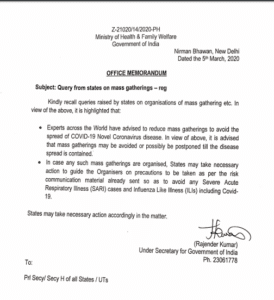 Z-21020/14/2020-PH
Ministry of Health & Family Welfare
Government of India
Nirman Bhawan, New Delhi
Dated the 5th March, 2020
OFFICE MEMORANDUM
Subject: Query from states on mass gatherings – reg
Kindly recall queries raised by states on organisations of mass gathering etc. In
view of the above, it is highlighted that:
• Experts across the World have advised to reduce mass gatherings to avoid the
spread of COVID-19 Novel Coronavirus disease. In view of above, it is advised
that mass gatherings may be avoided or possibly be postponed till the disease
spread is contained.
• In case any such mass gatherings are organised, States may take necessary
action to guide the Organisers on precautions to be taken as per the risk
communication material already sent so as to avoid any Severe Acute
Respiratory Illness (SARI) cases and Influenza Like Illness (ILIs) including Covid-
19.
States may take necessary action accordingly in the matter.
(Rajender Kumar)
Under Secretary for Government of India
Ph. 23061778
To:
Prl Secy/ Secy H of all States / UTs